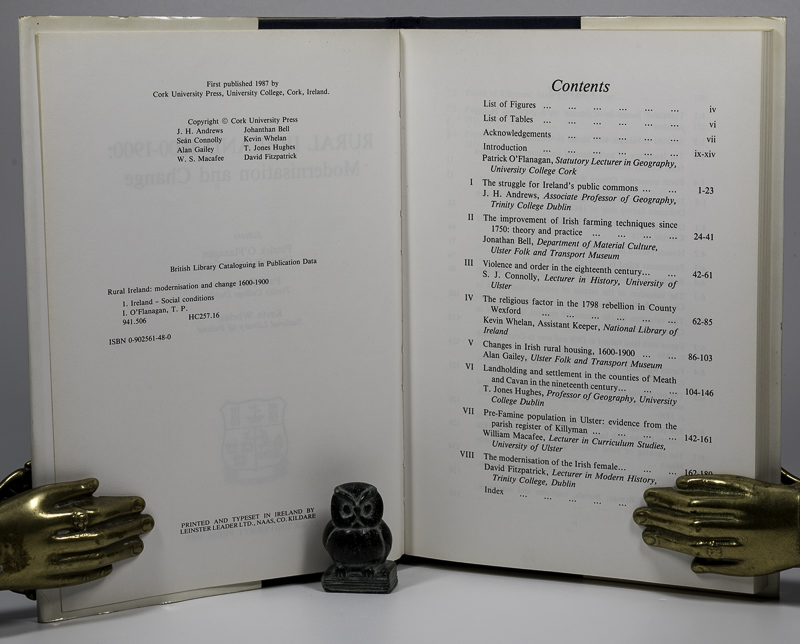 First published 1987 by
Cork University Press, University College, Cork, Ireland.
Copyright © Cork University Press
J. H. Andrews Johanthan Bell
Seán Connolly Kevin Whelan
Alan Gailey T. Jones Hughes
W. S. Macafee David Fitzpatrick
British Library Cataloguing in Publication Data
Rural Ireland: modernisation and change 1600-1900
1. Ireland – Social conditions
I. O'Flanagan, T. P.
941.506 HC257.16
ISBN 0-902561-48-0
PRINTED AND TYPESET IN IRELAND BY
LEINSTER LEADER LTD., NAAS, CO. KILDARE
Contents
List of Figures ... ... ... ... ... ... iv
List of Tables ... ... ... ... ... ... vi
Acknowledgements ... ... ... ... ... vii
Introduction ... ... ... ... ... ... ix-xiv
Patrick O'Flanagan, Statutory Lecturer in Geography,
University College Cork
I The struggle for Ireland's public commons ... ... 1-23
J. H. Andrews, Associate Professor of Geography,
Trinity College Dublin
II The improvement of Irish farming techniques since
1750: theory and practice ... ... ... ... 24-41
Jonathan Bell, Department of Material Culture,
Ulster Folk and Transport Museum
III Violence and order in the eighteenth century... ... 42-61
S. J. Connolly, Lecturer in History, University of
Ulster
IV The religious factor in the 1798 rebellion in County
Wexford ... ... ... ... ... ... 62-85
Kevin Whelan, Assistant Keeper, National Library of
Ireland
V Changes in Irish rural housing, 1600-1900 ... ... 86-103
Alan Gailey, Ulster Folk and Transport Museum
VI Landholding and settlement in the counties of Meath
and Cavan in the nineteenth century... ... ... 104-146
T. Jones Hughes, Professor of Geography, University
College Dublin
VII Pre-Famine population in Ulster: evidence from the
parish register of Killyman ... ... ... ... 142-161
William Macafee, Lecturer in Curriculum Studies,
University of Ulster
VIII The modernisation of the Irish female... ... ... 162-180
David Fitzpatrick, Lecturer in Modern History,
Trinity College, Dublin
Index ... ... ... ... ...